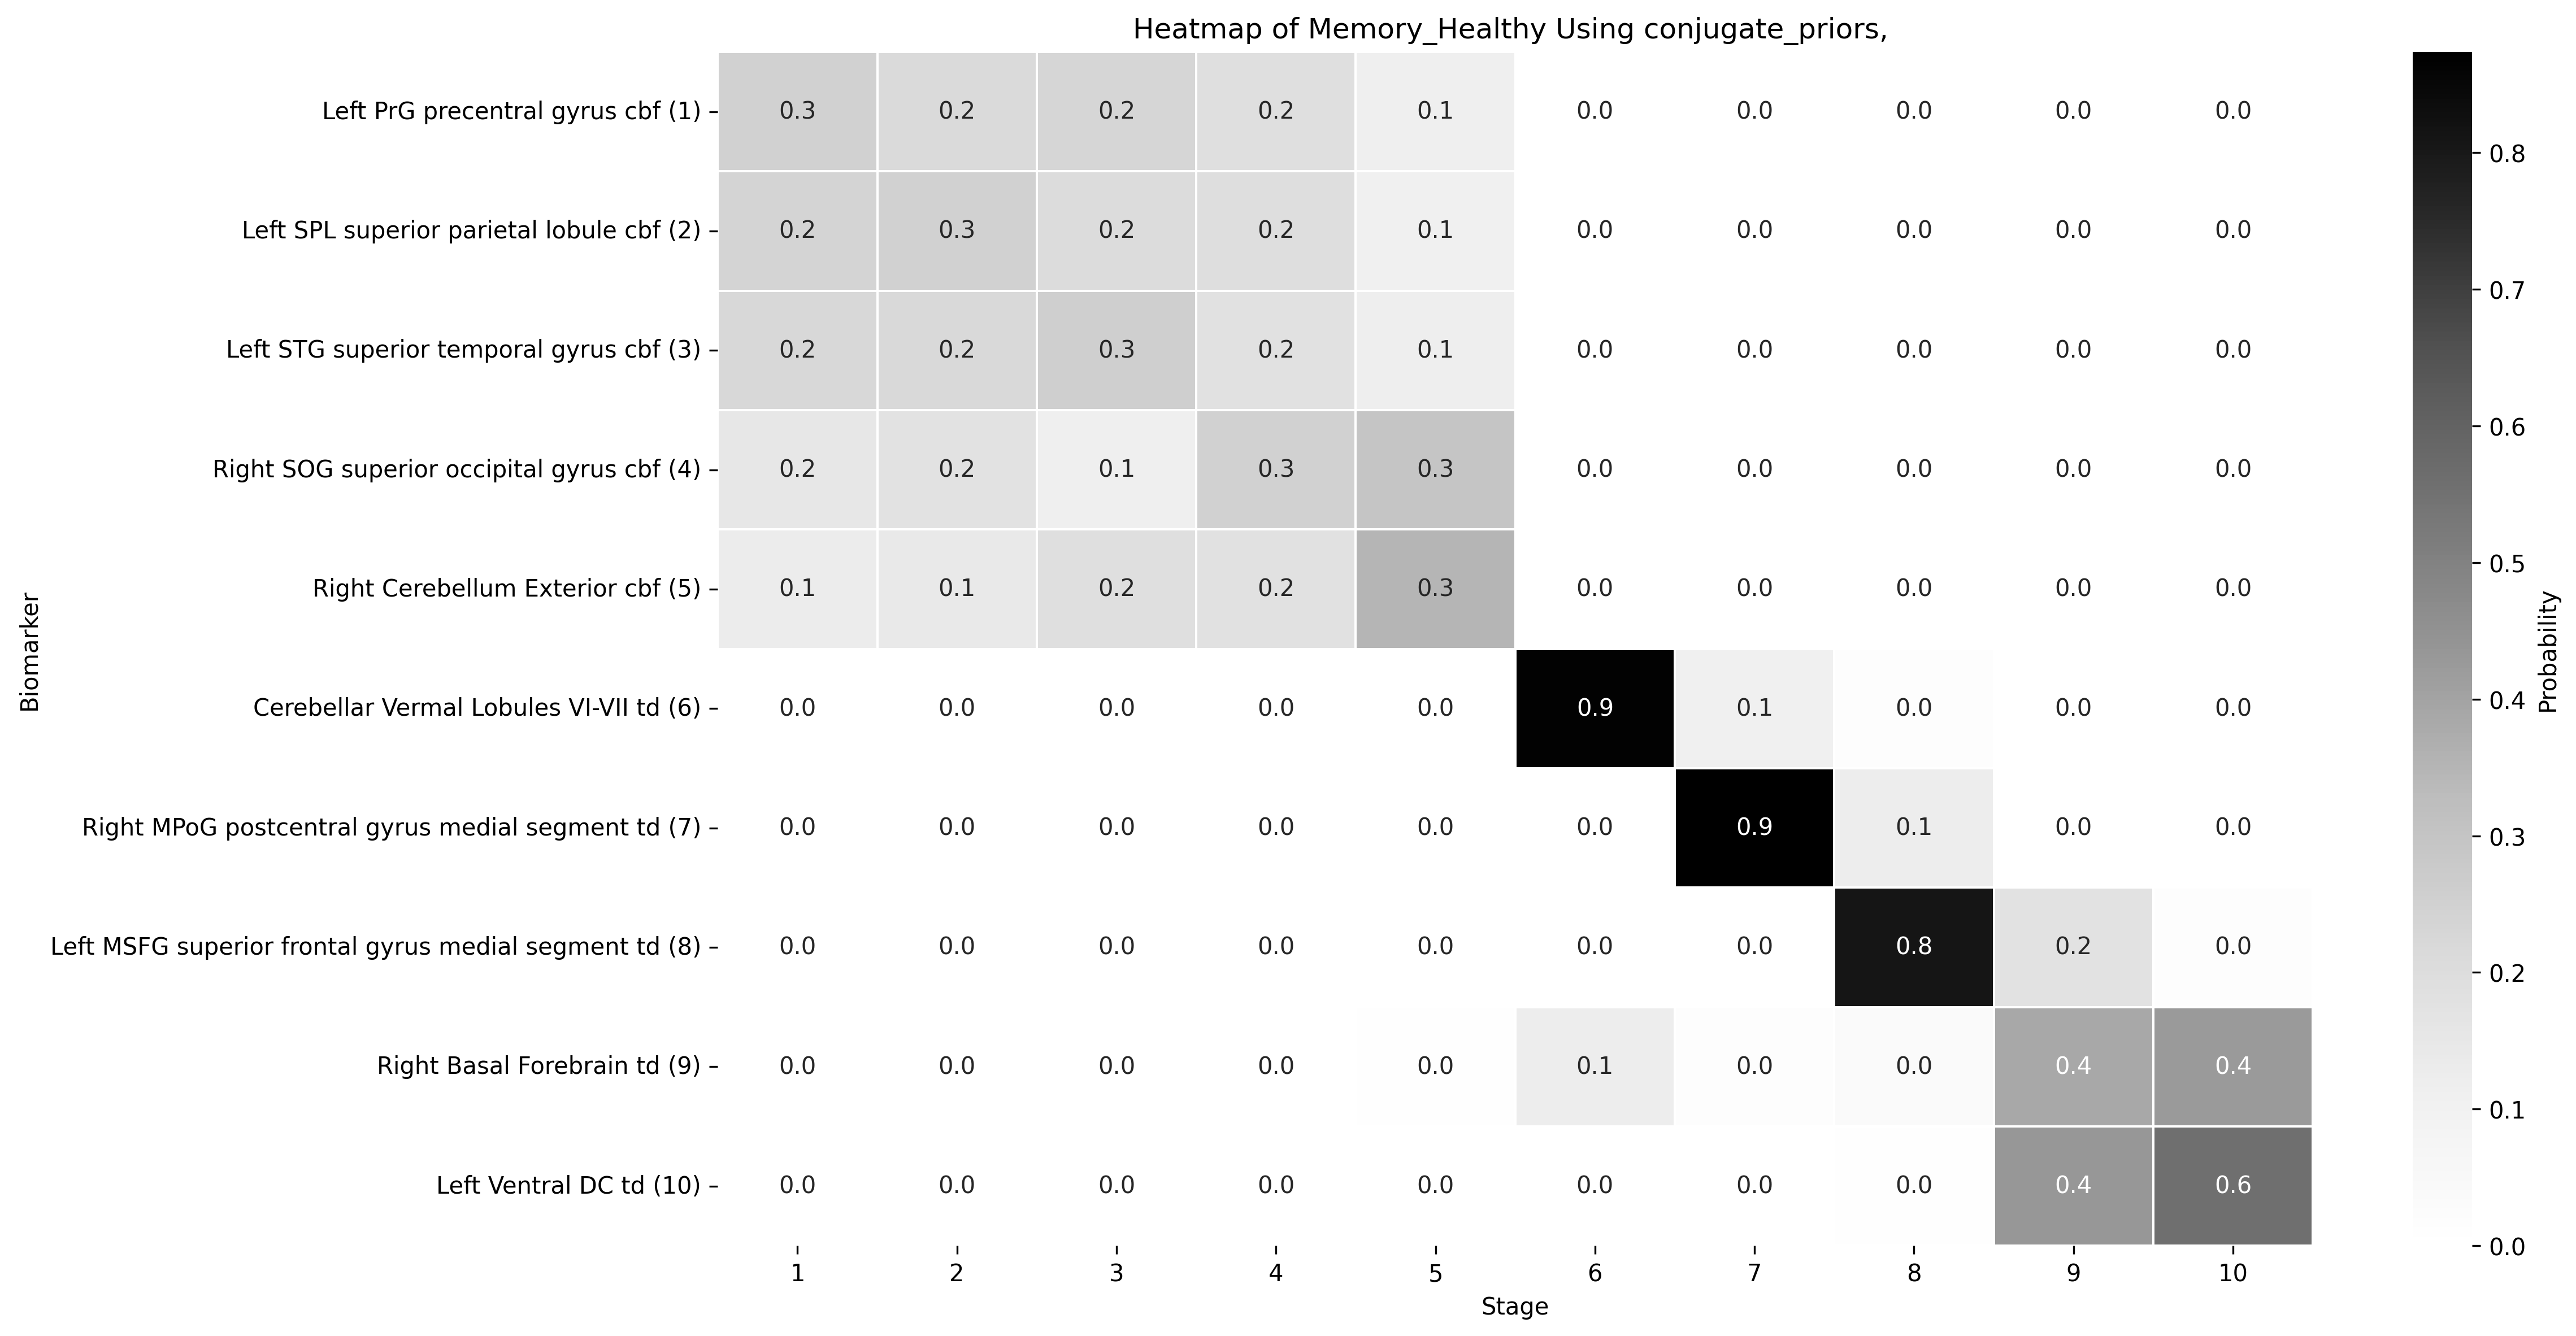 Heatmap of Memory_Healthy Using conjugate_priors,
Biomarker
Left PrG precentral gyrus cbf (1) 0.3 0.2 0.2 0.2 0.1 0.0 0.0 0.0 0.0 0.0
Left SPL superior parietal lobule cbf (2) 0.2 0.3 0.2 0.2 0.1 0.0 0.0 0.0 0.0 0.0
Left STG superior temporal gyrus cbf (3) 0.2 0.2 0.3 0.2 0.1 0.0 0.0 0.0 0.0 0.0
Right SOG superior occipital gyrus cbf (4) 0.2 0.2 0.1 0.3 0.3 0.0 0.0 0.0 0.0 0.0
Right Cerebellum Exterior cbf (5) 0.1 0.1 0.2 0.2 0.3 0.0 0.0 0.0 0.0 0.0
Cerebellar Vermal Lobules VI-VII td (6) 0.0 0.0 0.0 0.0 0.0 0.9 0.1 0.0 0.0 0.0
Right MPoG postcentral gyrus medial segment td (7) 0.0 0.0 0.0 0.0 0.0 0.0 0.9 0.1 0.0 0.0
Left MSFG superior frontal gyrus medial segment td (8) 0.0 0.0 0.0 0.0 0.0 0.0 0.0 0.8 0.2 0.0
Right Basal Forebrain td (9) 0.0 0.0 0.0 0.0 0.0 0.1 0.0 0.0 0.4 0.4
Left Ventral DC td (10) 0.0 0.0 0.0 0.0 0.0 0.0 0.0 0.0 0.4 0.6
1 2 3 4 5 6 7 8 9 10
Stage
0.8
0.7
0.6
0.5
0.4
0.3
0.2
0.1
0.0
Probability